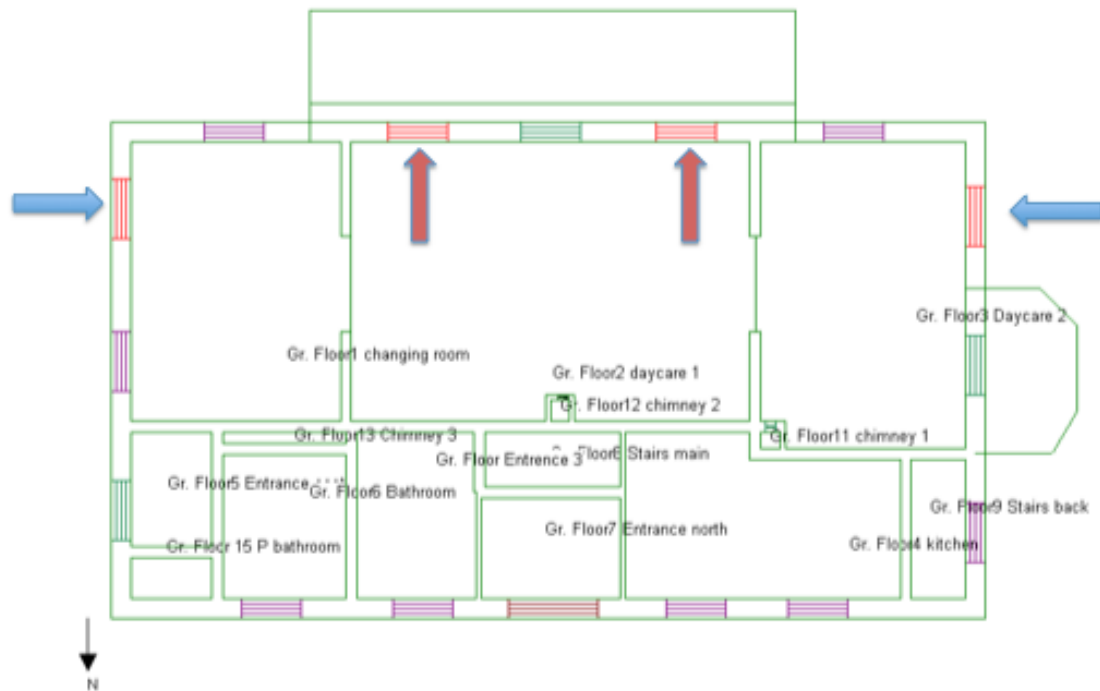 Gr. Floor3 Daycare 2
Gr. Floor1 changing room
Gr. Floor2 daycare 1
Gr. Floor12 chimney 2
Gr. Floor13 Chimney 3
Gr. Floor11 chimney 1
Gr. Floor Entrence 3
Floor8 Stairs main
Gr. Floor5 Entrance
Gr. Floor6 Bathroom
Gr. Floor9 Stairs back
Gr. Floor7 Entrance north
Gr. Floor 15 P bathroom
Gr. Floor4 kitchen
N